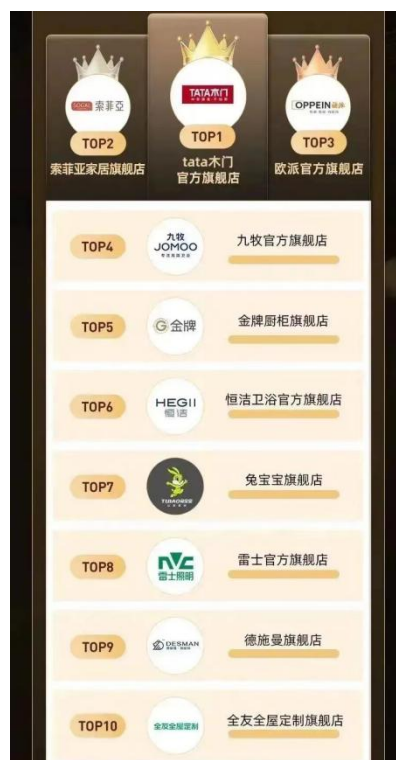 索菲亚
TOP2
索菲亚家居旗舰店
TATA木门
TOP1
tata木门
官方旗舰店
OPPEIN欧派
TOP3
欧派官方旗舰店
TOP4
九牧
JOMOO
九牧官方旗舰店
TOP5
金牌
金牌厨柜旗舰店
TOP6
HEGII
恒洁
恒洁卫浴官方旗舰店
TOP7
兔宝宝旗舰店
TOP8
NVC
雷士照明
雷士官方旗舰店
TOP9
DESMAN
德施曼旗舰店
TOP10
全友全屋定制
全友全屋定制旗舰店